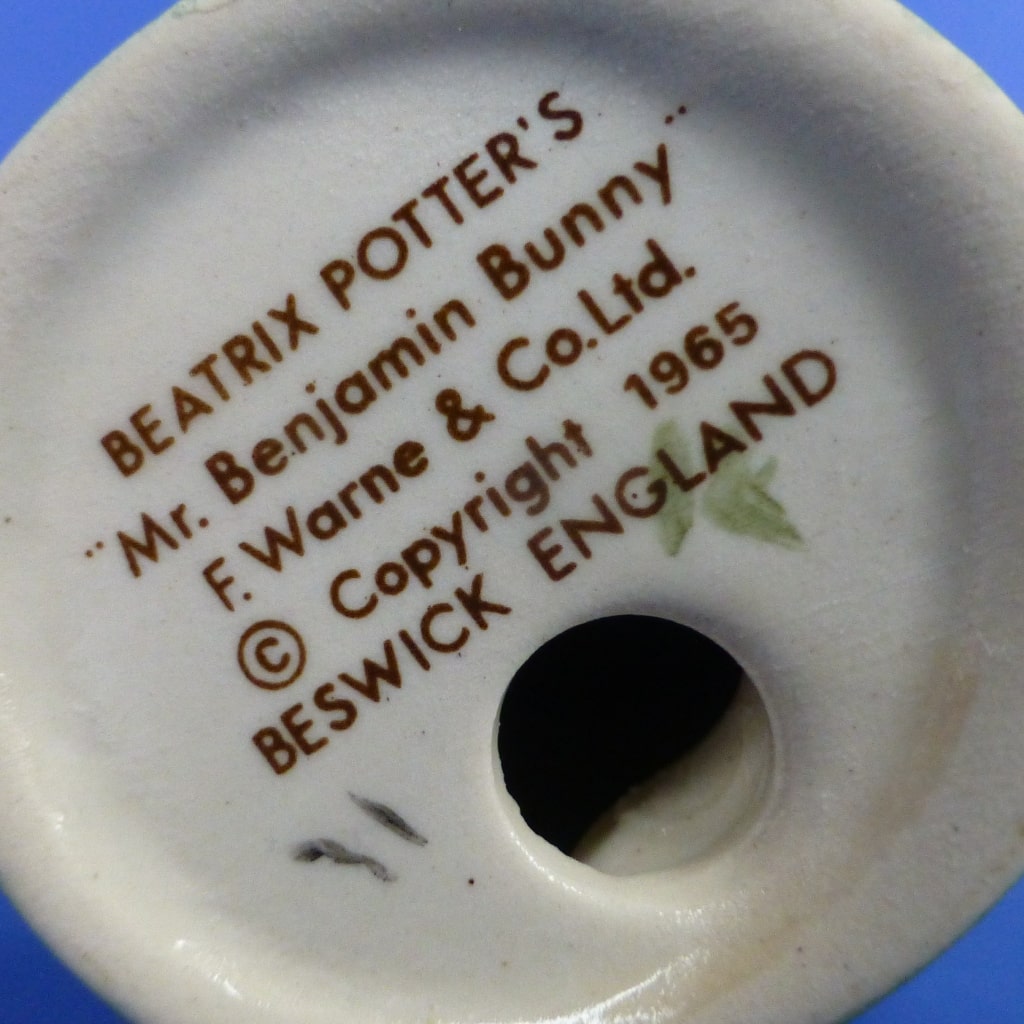 BEATRIX POTTER'S
"Mr. Benjamin Bunny"
F. Warne & Co.Ltd.
© Copyright 1965
BESWICK ENGLAND